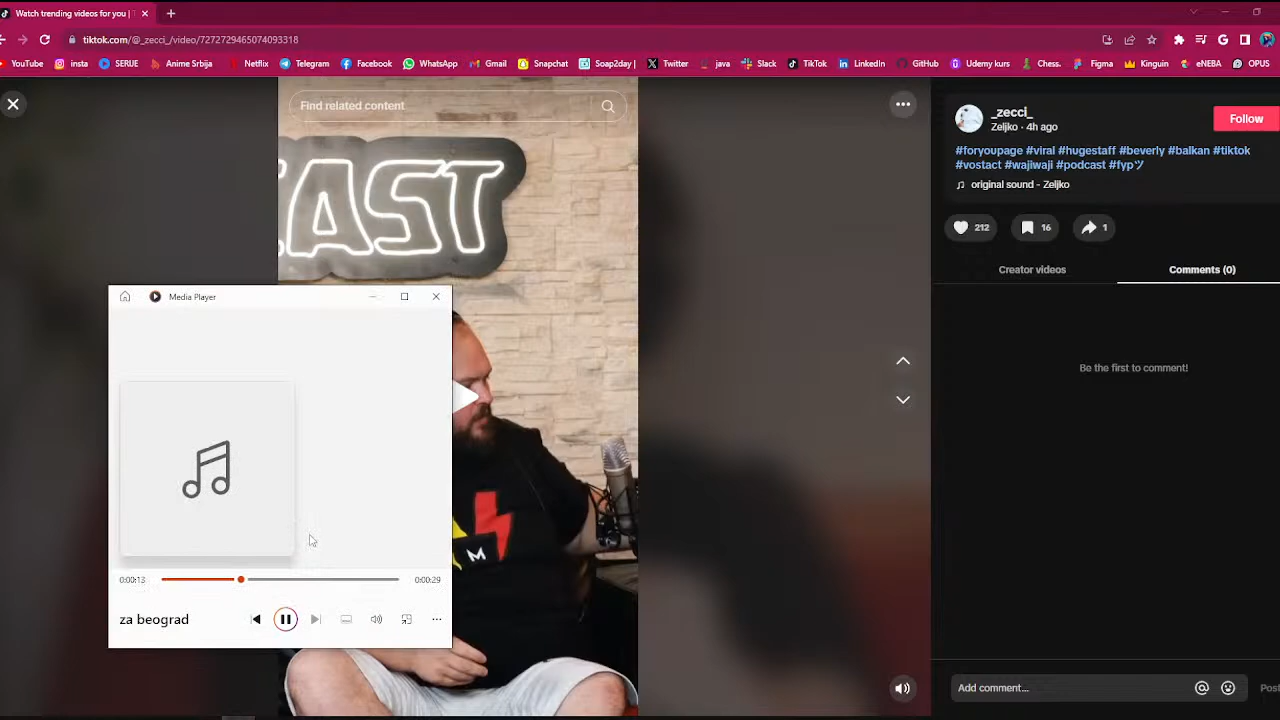 Watch trending videos for you | T
tiktok.com/@_zecci_/video/7272729465074093318
YouTube insta SERUE Anime Srbija Netflix Telegram Facebook WhatsApp Gmail Snapchat Soap2day | Twitter java Slack TikTok LinkedIn GitHub Udemy kurs Chess. Figma Kinguin eNEBA OPUS
Find related content
CAST
M
Media Player
0:00:13
0:00:29
za beograd
_zecci_
Zeljko · 4h ago
Follow
#foryoupage #viral #hugestaff #beverly #balkan #tiktok
#vostact #wajiwaji #podcast #fypツ
original sound - Zeljko
212 16 1
Creator videos Comments (0)
Be the first to comment!
Add comment... Post